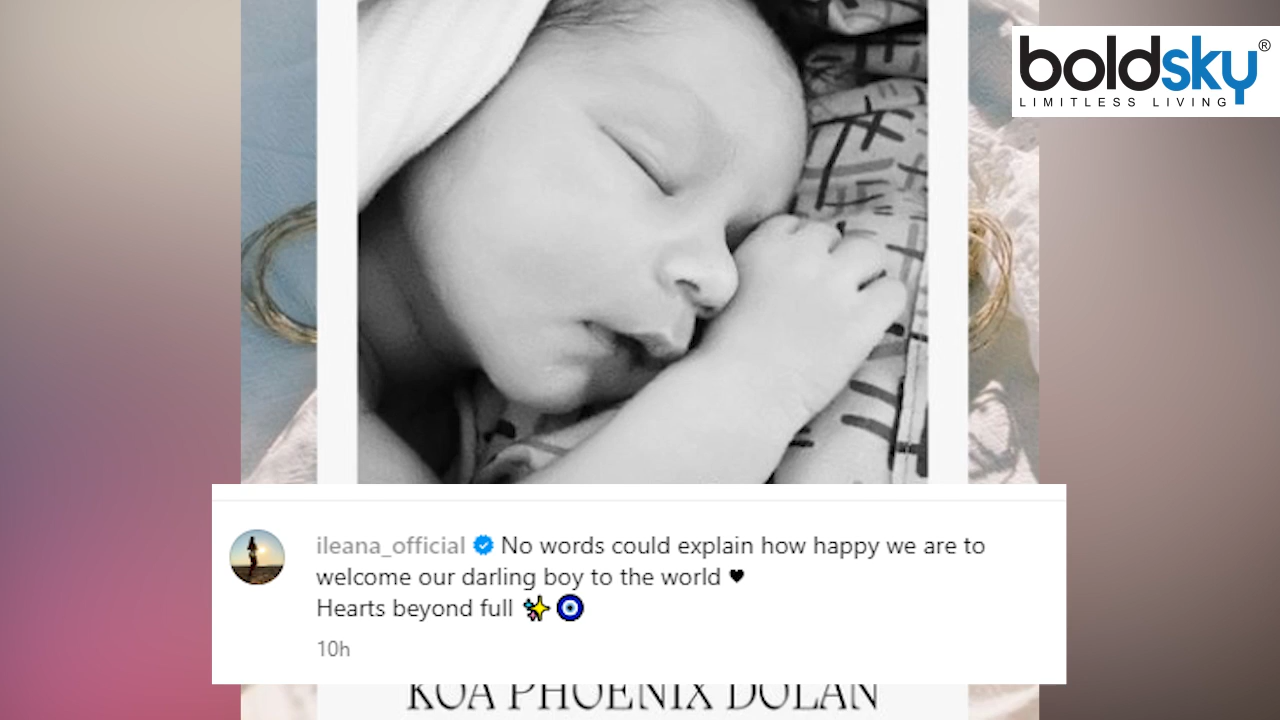 boldsky®
LIMITLESS LIVING
ileana_official No words could explain how happy we are to
welcome our darling boy to the world 🖤
Hearts beyond full ✨🧿
10h
KOA PHOENIX DOLAN